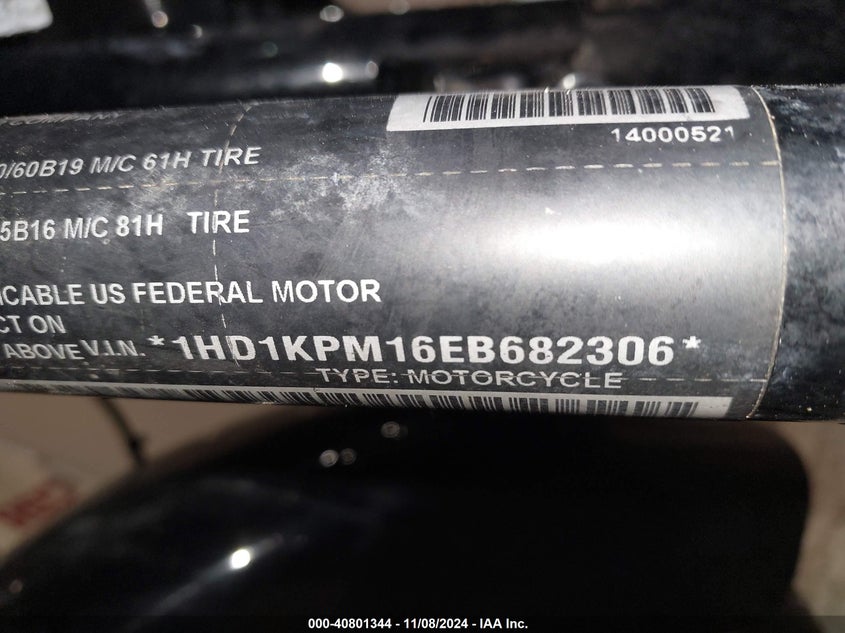 14000521
0/60B19 M/C 61H TIRE
5B16 M/C 81H TIRE
ICABLE US FEDERAL MOTOR
CT ON
ABOVE V.I.N. *1HD1KPM16EB682306*
TYPE: MOTORCYCLE
000-40801344 - 11/08/2024 - IAA Inc.